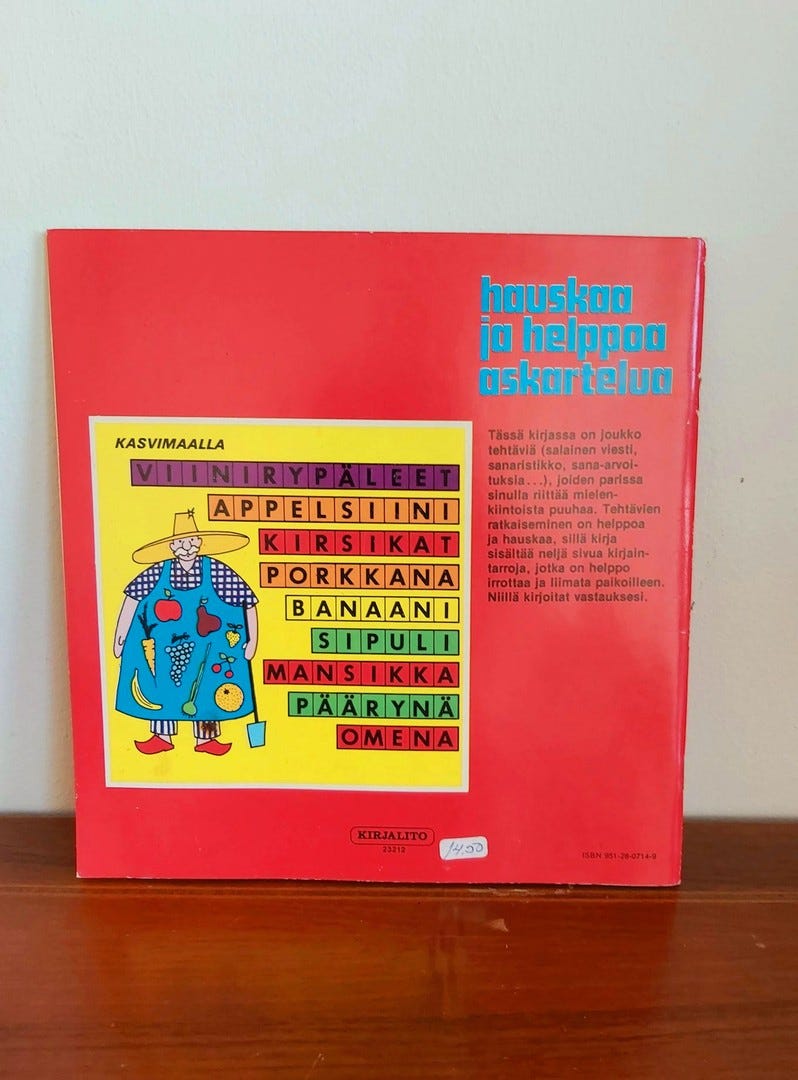 hauskaa
ja helppoa
askartelua
Tässä kirjassa on joukko
tehtäviä (salainen viesti,
sanaristikko, sana-arvoi-
tuksia...), joiden parissa
sinulla riittää mielen-
kiintoista puuhaa. Tehtävien
ratkaiseminen on helppoa
ja hauskaa, sillä kirja
sisältää neljä sivua kirjain-
tarroja, jotka on helppo
irrottaa ja liimata paikoilleen.
Niillä kirjoitat vastauksesi.
KASVIMAALLA
VIINIRYPÄLEET
APPELSIINI
KIRSIKAT
PORKKANA
BANAANI
SIPULI
MANSIKKA
PÄÄRYNÄ
OMENA
KIRJALITO
23212
14,00
ISBN 951-28-0714-9